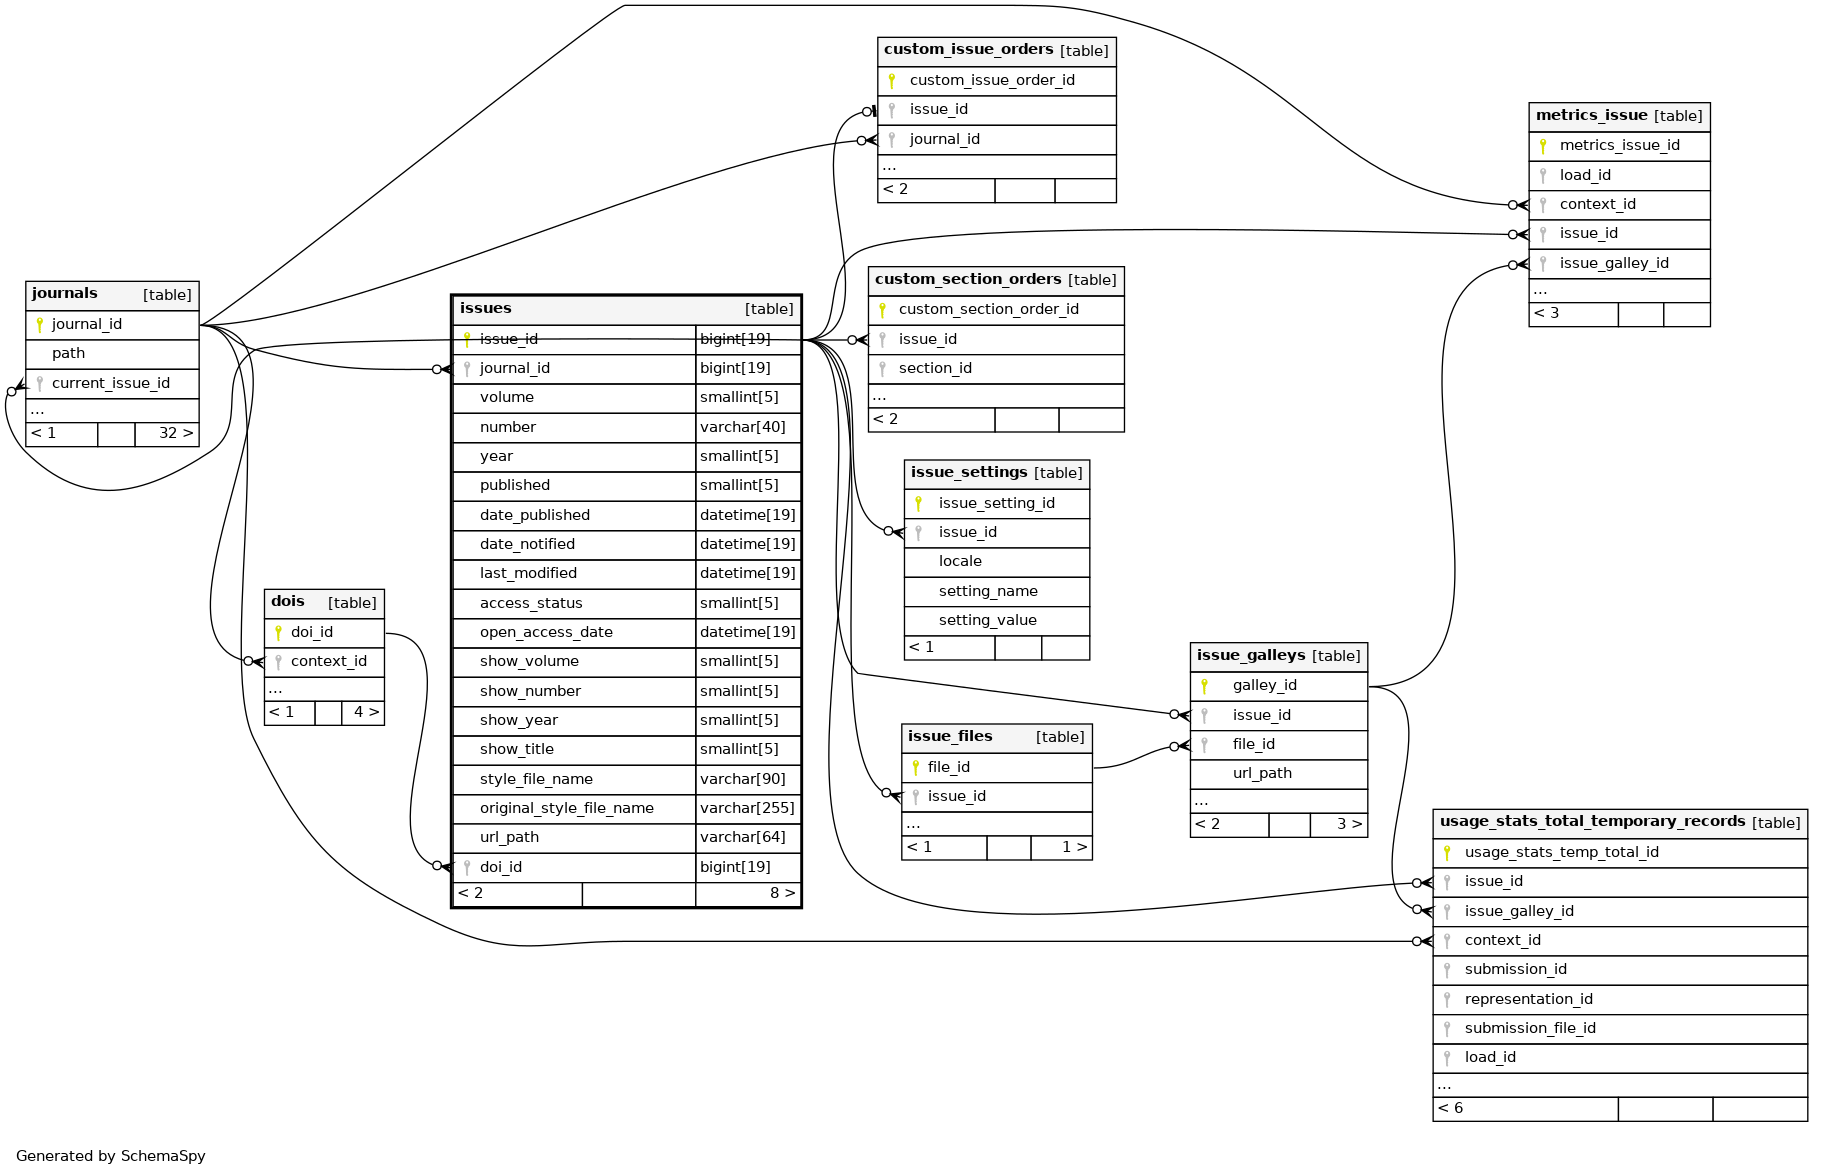 custom_issue_orders [table]
custom_issue_order_id
issue_id
journal_id
...
< 2
metrics_issue [table]
metrics_issue_id
load_id
context_id
issue_id
issue_galley_id
...
< 3
journals [table]
journal_id
path
current_issue_id
...
< 1 32 >
issues [table]
issue_id bigint[19]
journal_id bigint[19]
volume smallint[5]
number varchar[40]
year smallint[5]
published smallint[5]
date_published datetime[19]
date_notified datetime[19]
last_modified datetime[19]
access_status smallint[5]
open_access_date datetime[19]
show_volume smallint[5]
show_number smallint[5]
show_year smallint[5]
show_title smallint[5]
style_file_name varchar[90]
original_style_file_name varchar[255]
url_path varchar[64]
doi_id bigint[19]
< 2 8 >
custom_section_orders [table]
custom_section_order_id
issue_id
section_id
...
< 2
issue_settings [table]
issue_setting_id
issue_id
locale
setting_name
setting_value
< 1
dois [table]
doi_id
context_id
...
< 1 4 >
issue_galleys [table]
galley_id
issue_id
file_id
url_path
...
< 2 3 >
issue_files [table]
file_id
issue_id
...
< 1 1 >
usage_stats_total_temporary_records [table]
usage_stats_temp_total_id
issue_id
issue_galley_id
context_id
submission_id
representation_id
submission_file_id
load_id
...
< 6
Generated by SchemaSpy